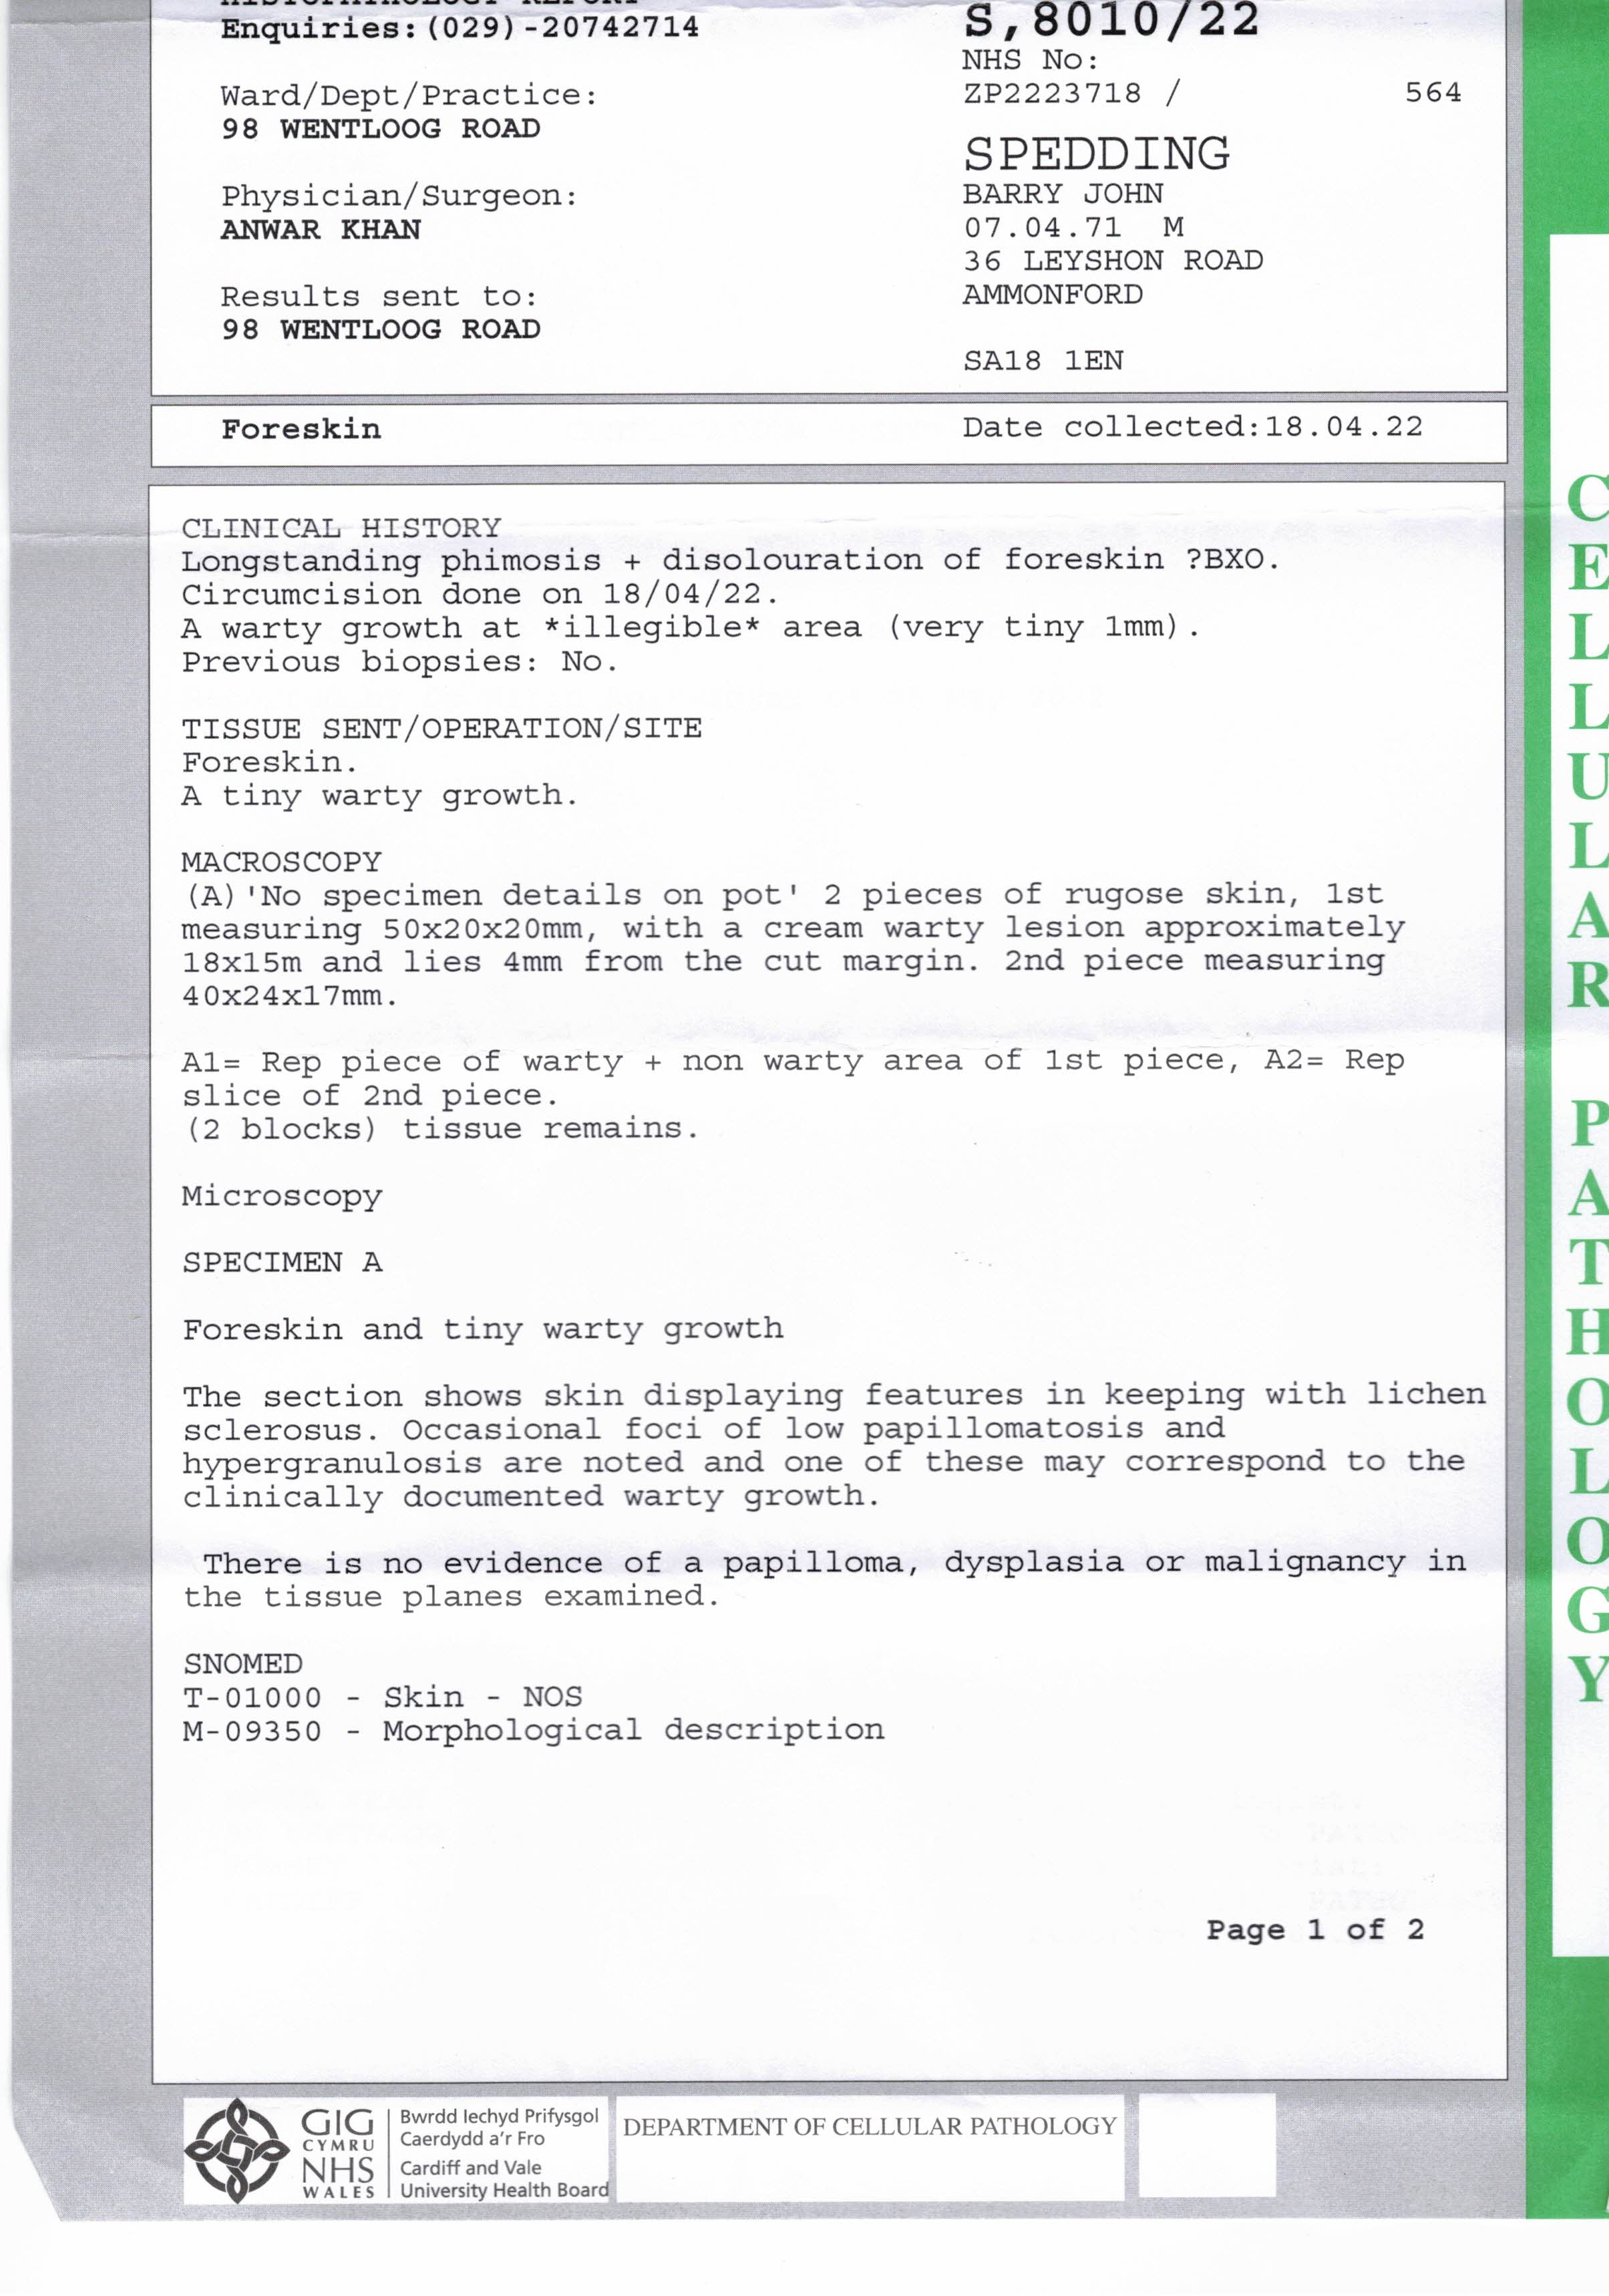 HISTOPATHOLOGY REPORT
Enquiries: (029)-20742714
S,8010/22
NHS No:
Ward/Dept/Practice:
ZP2223718 / 564
98 WENTLOOG ROAD
SPEDDING
Physician/Surgeon:
BARRY JOHN
ANWAR KHAN
07.04.71 M
36 LEYSHON ROAD
Results sent to:
AMMONFORD
98 WENTLOOG ROAD
SA18 1EN
Foreskin
Date collected:18.04.22
CLINICAL HISTORY
Longstanding phimosis + disolouration of foreskin ?BXO.
Circumcision done on 18/04/22.
A warty growth at *illegible* area (very tiny 1mm).
Previous biopsies: No.
TISSUE SENT/OPERATION/SITE
Foreskin.
A tiny warty growth.
MACROSCOPY
(A) 'No specimen details on pot' 2 pieces of rugose skin, 1st
measuring 50x20x20mm, with a cream warty lesion approximately
18x15m and lies 4mm from the cut margin. 2nd piece measuring
40x24x17mm.
A1= Rep piece of warty + non warty area of 1st piece, A2= Rep
slice of 2nd piece.
(2 blocks) tissue remains.
Microscopy
SPECIMEN A
Foreskin and tiny warty growth
The section shows skin displaying features in keeping with lichen
sclerosus. Occasional foci of low papillomatosis and
hypergranulosis are noted and one of these may correspond to the
clinically documented warty growth.
There is no evidence of a papilloma, dysplasia or malignancy in
the tissue planes examined.
SNOMED
T-01000 - Skin - NOS
M-09350 - Morphological description
Page 1 of 2
GIG
CYMRU
NHS
WALES
Bwrdd Iechyd Prifysgol
Caerdydd a'r Fro
Cardiff and Vale
University Health Board
DEPARTMENT OF CELLULAR PATHOLOGY
CELLULAR PATHOLOGY